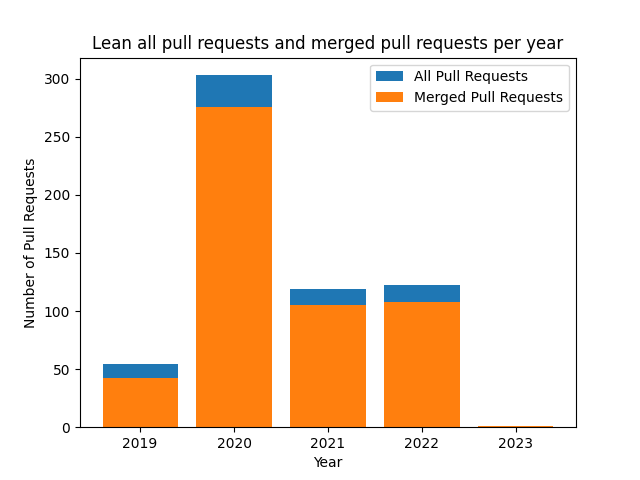 Lean all pull requests and merged pull requests per year
All Pull Requests
Merged Pull Requests
Number of Pull Requests
300
250
200
150
100
50
0
2019 2020 2021 2022 2023
Year